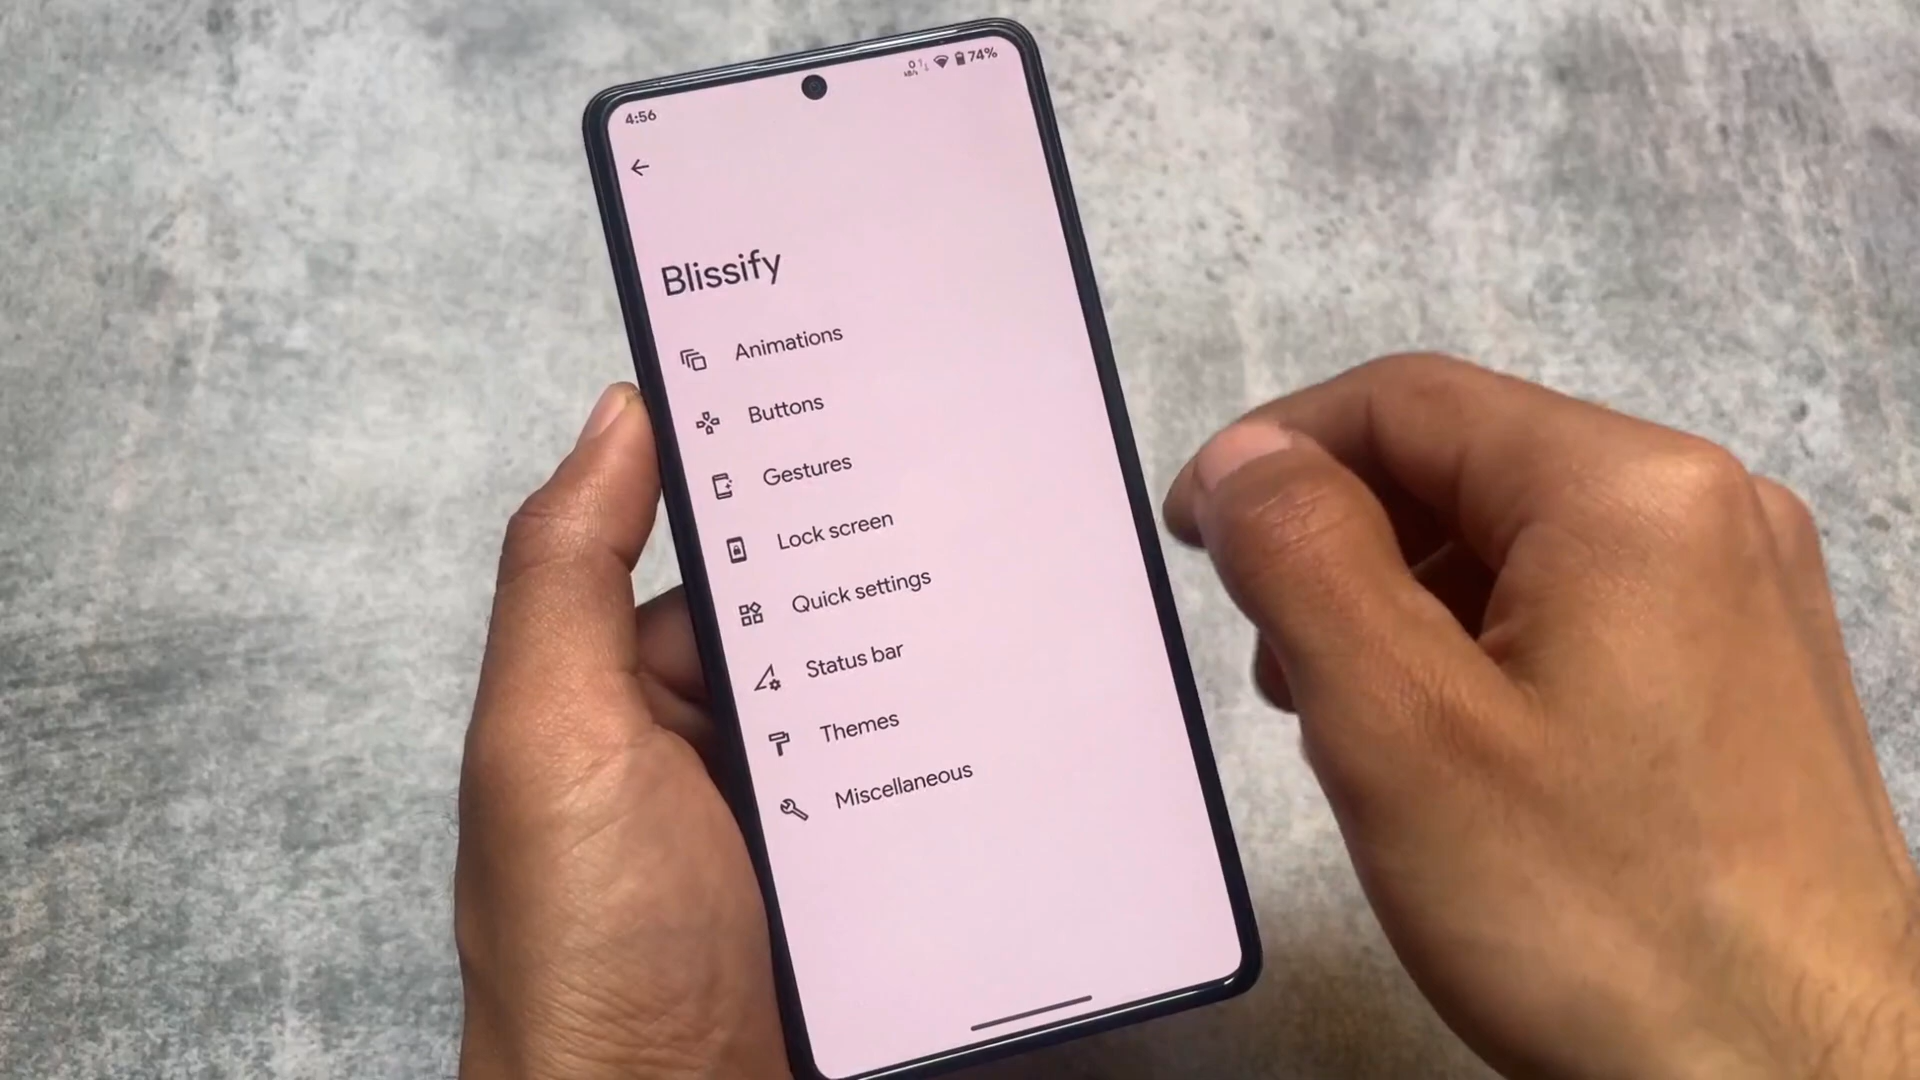 4:56
74%
Blissify
Animations
Buttons
Gestures
Lock screen
Quick settings
Status bar
Themes
Miscellaneous